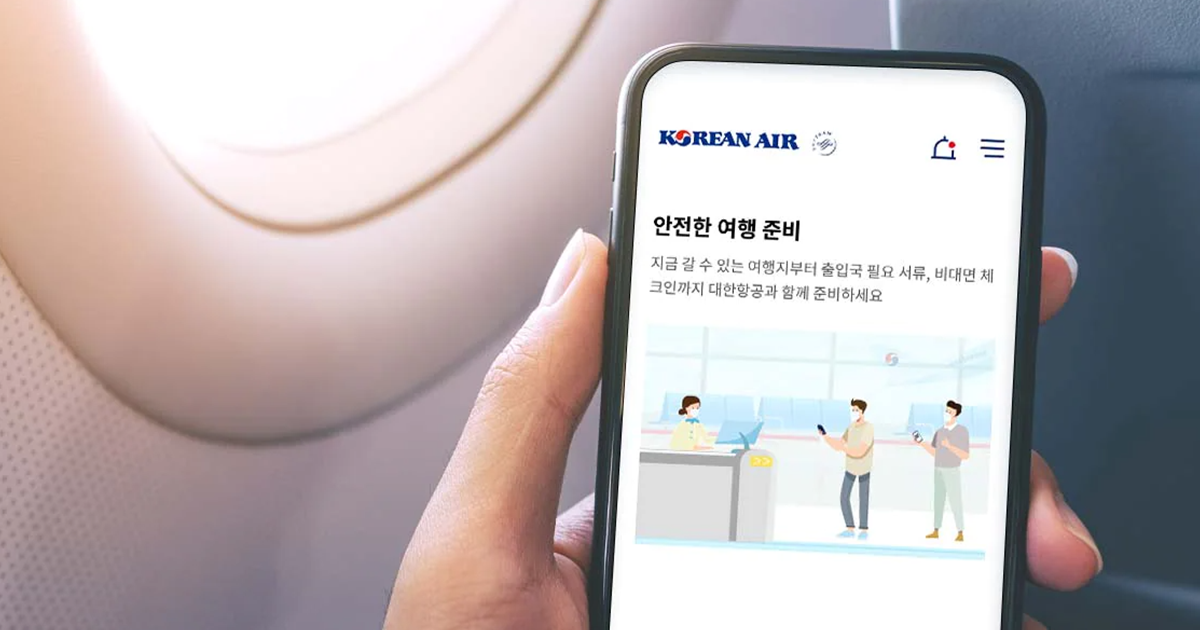 KOREAN AIR
SKYTEAM
안전한 여행 준비
지금 갈 수 있는 여행지부터 출입국 필요 서류, 비대면 체
크인까지 대한항공과 함께 준비하세요